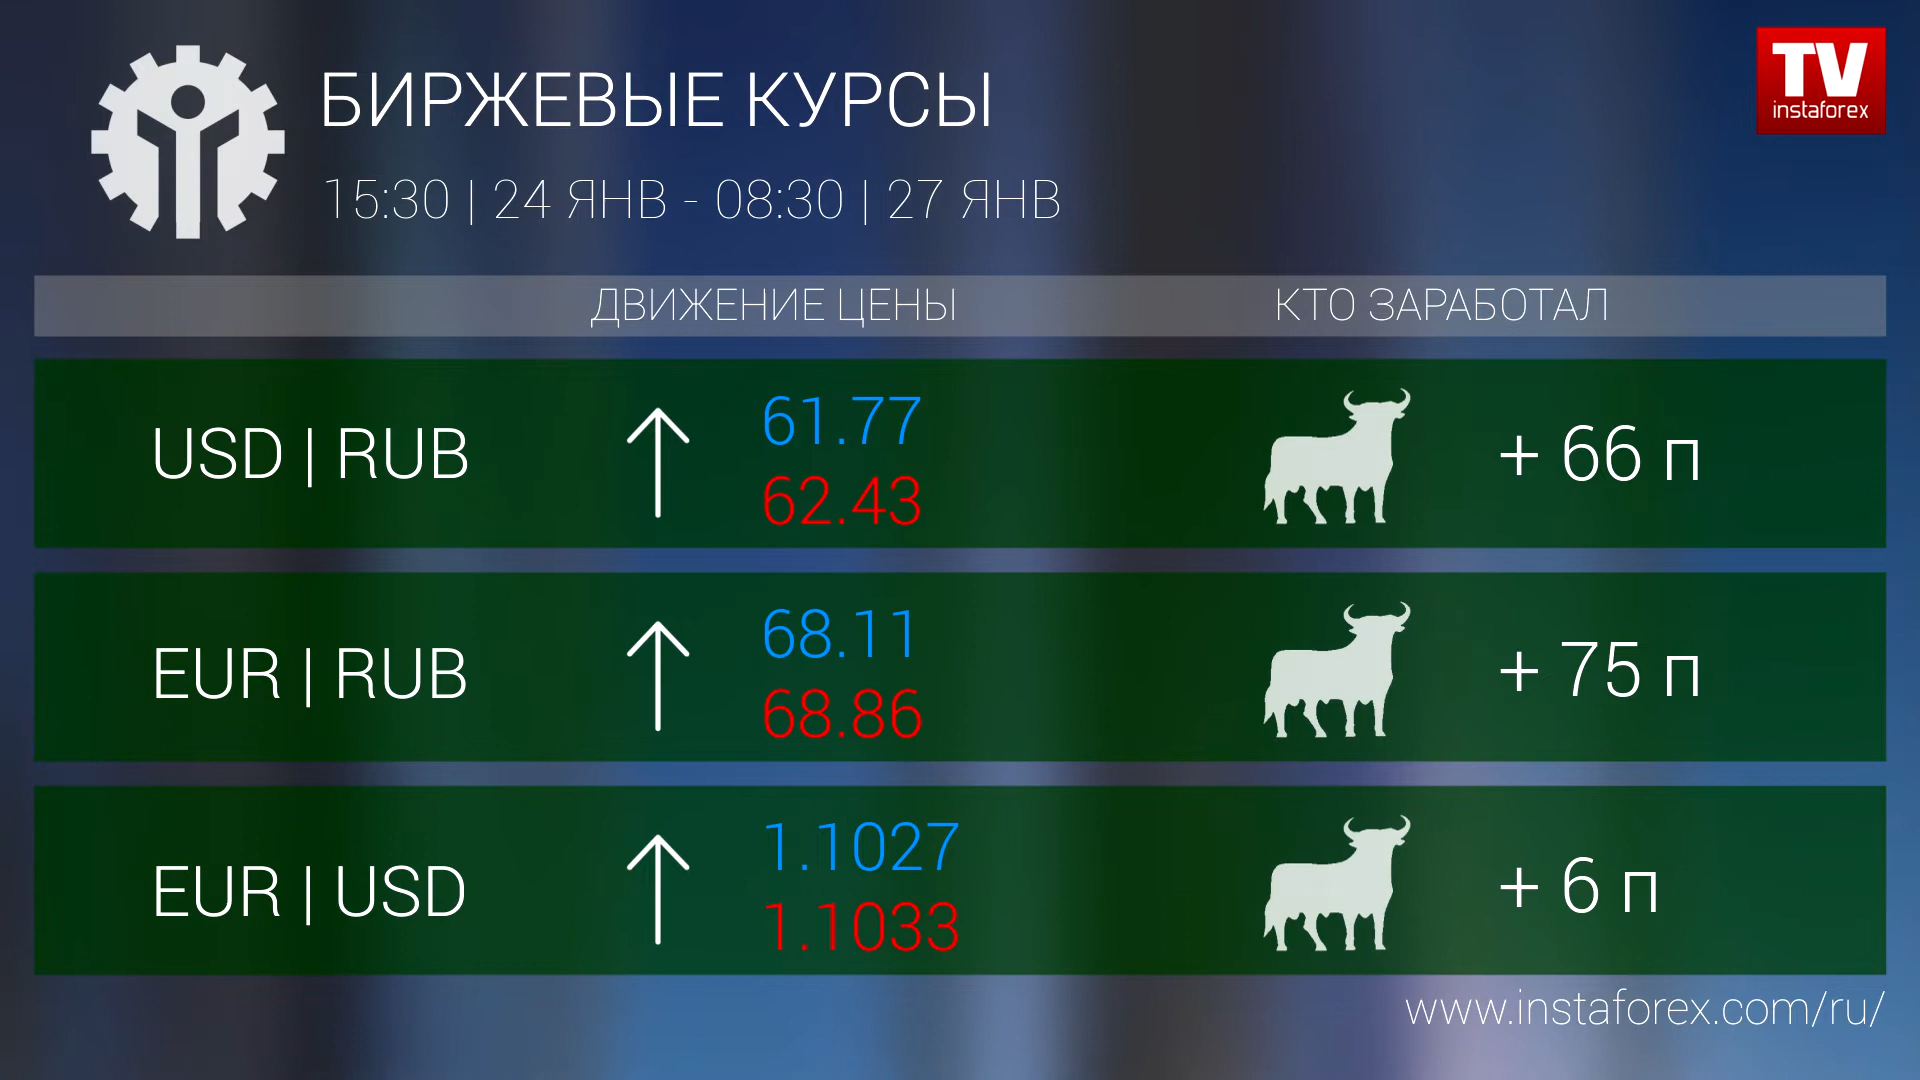 БИРЖЕВЫЕ КУРСЫ
15:30 | 24 ЯНВ - 08:30 | 27 ЯНВ
TV
instaforex
ДВИЖЕНИЕ ЦЕНЫ КТО ЗАРАБОТАЛ
USD | RUB 61.77 + 66 п
62.43
EUR | RUB 68.11 + 75 п
68.86
EUR | USD 1.1027 + 6 п
1.1033
www.instaforex.com/ru/